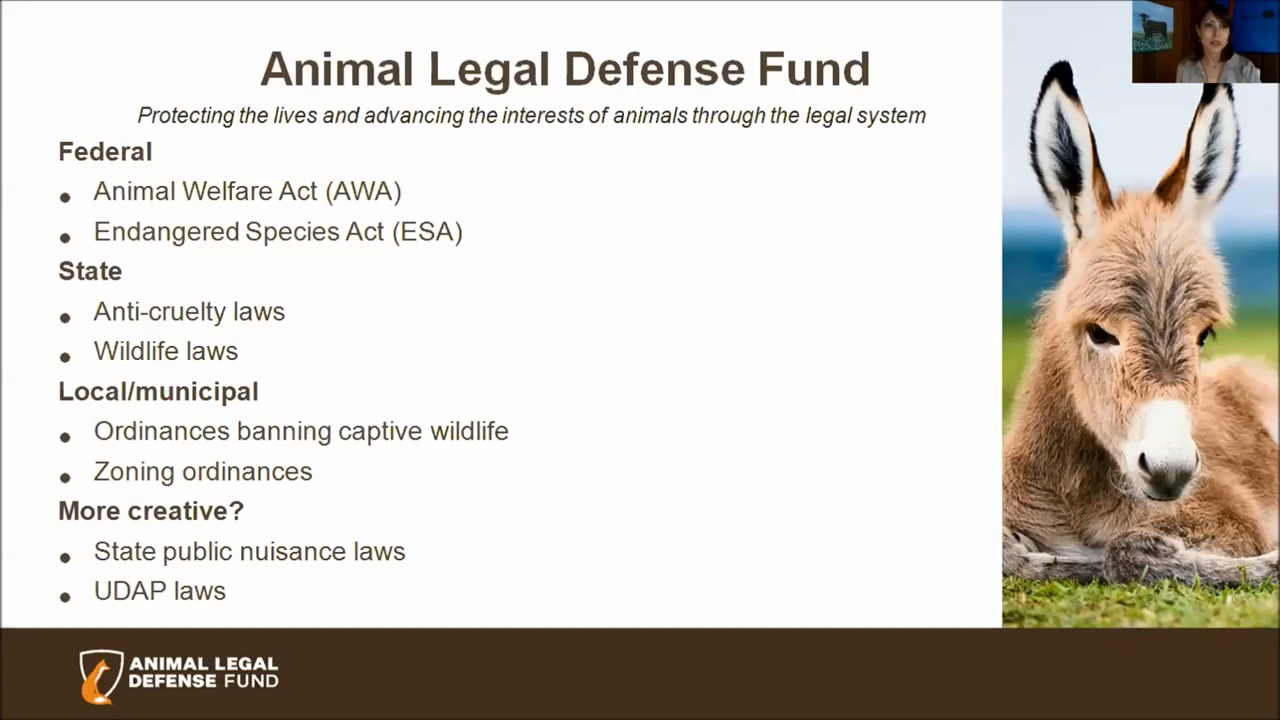 Animal Legal Defense Fund
Protecting the lives and advancing the interests of animals through the legal system
Federal
• Animal Welfare Act (AWA)
• Endangered Species Act (ESA)
State
• Anti-cruelty laws
• Wildlife laws
Local/municipal
• Ordinances banning captive wildlife
• Zoning ordinances
More creative?
• State public nuisance laws
• UDAP laws
ANIMAL LEGAL
DEFENSE FUND